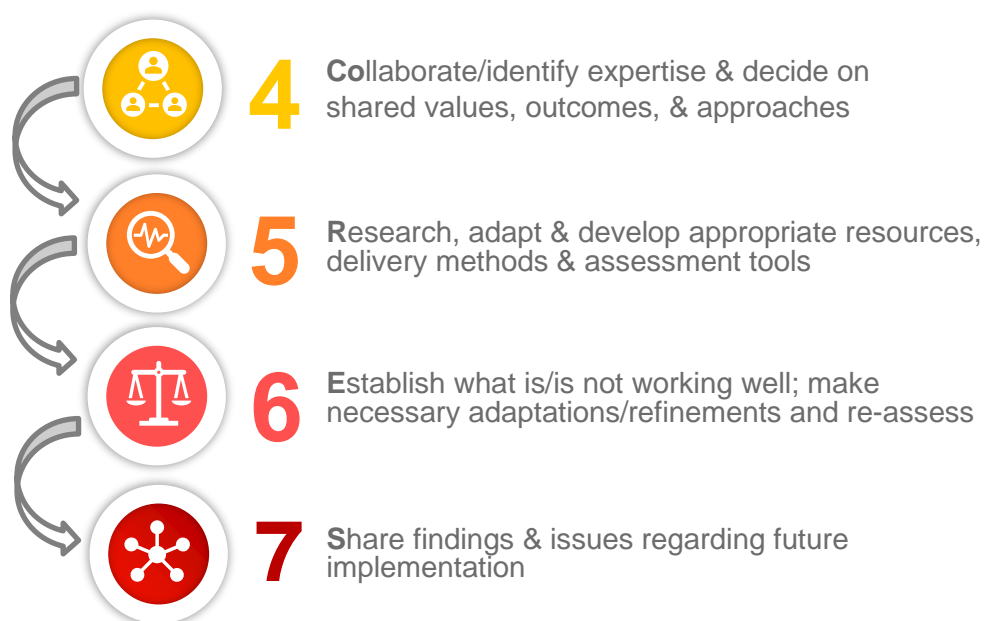 4
Collaborate/identify expertise & decide on
shared values, outcomes, & approaches
5
Research, adapt & develop appropriate resources,
delivery methods & assessment tools
6
Establish what is/is not working well; make
necessary adaptations/refinements and re-assess
7
Share findings & issues regarding future
implementation